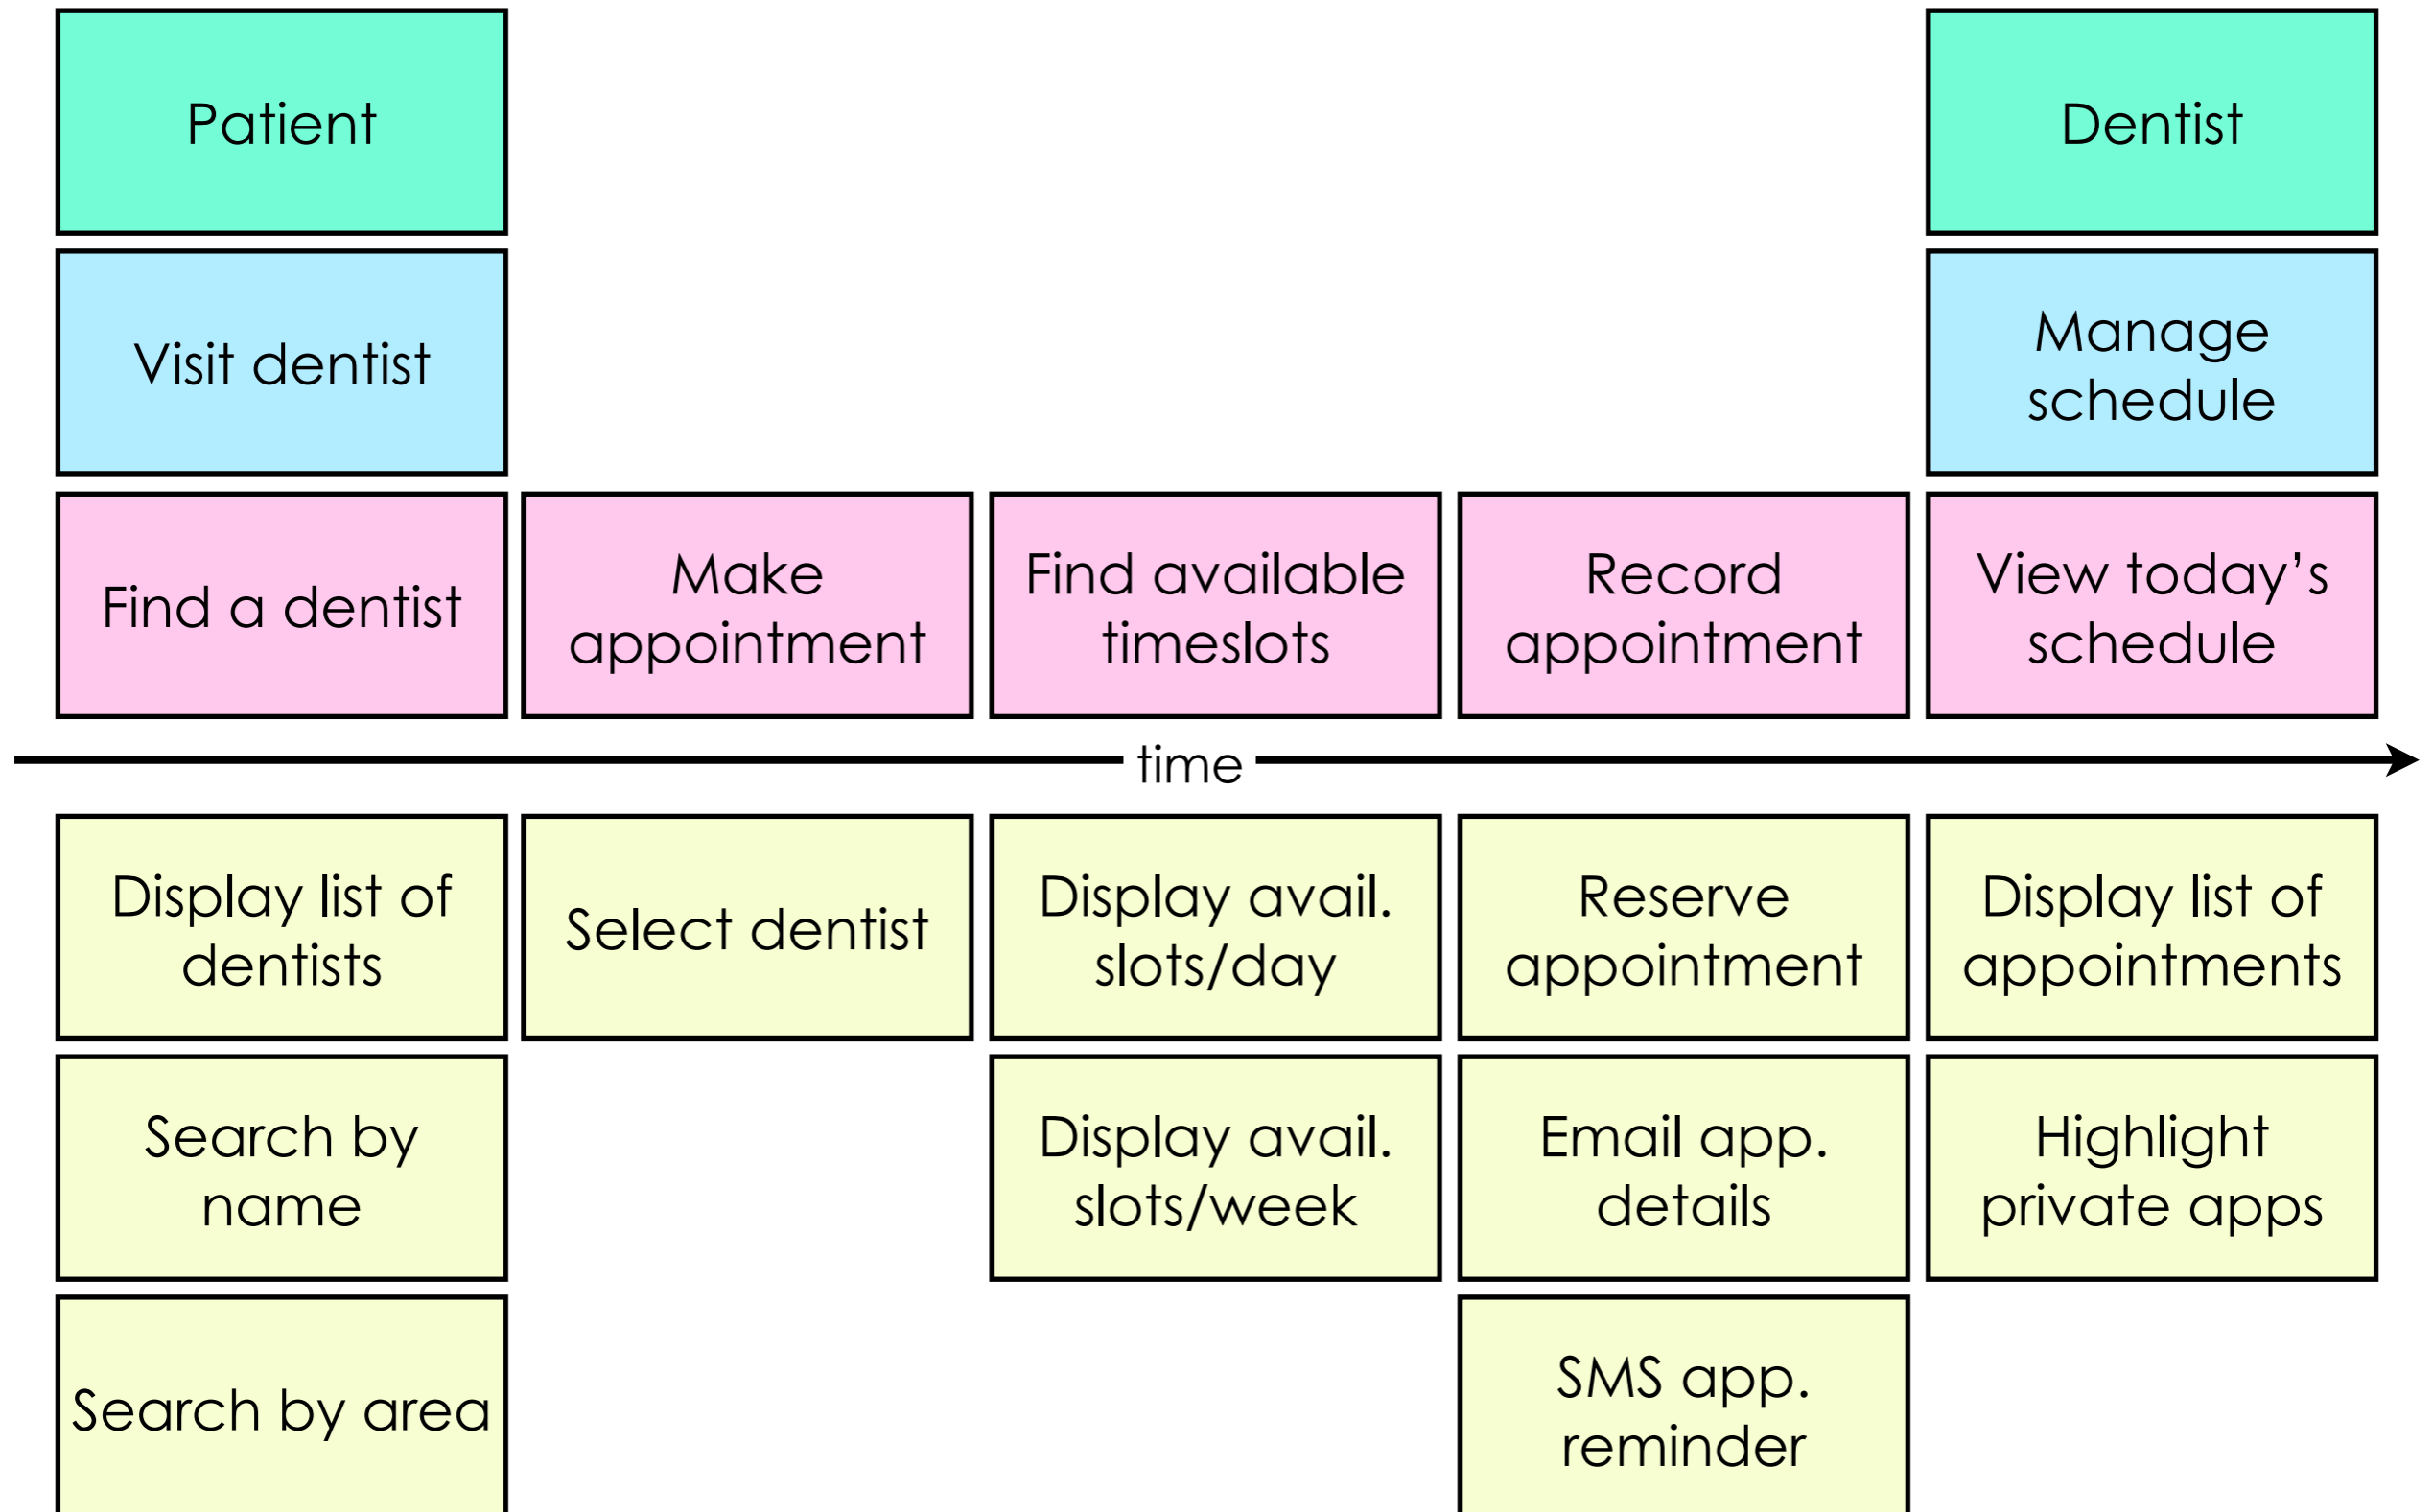 Patient
Dentist
Visit dentist
Manage
schedule
Find a dentist
Make
appointment
Find available
timeslots
Record
appointment
View today's
schedule
time
Display list of
dentists
Select dentist
Display avail.
slots/day
Reserve
appointment
Display list of
appointments
Search by
name
Display avail.
slots/week
Email app.
details
Highlight
private apps
Search by area
SMS app.
reminder